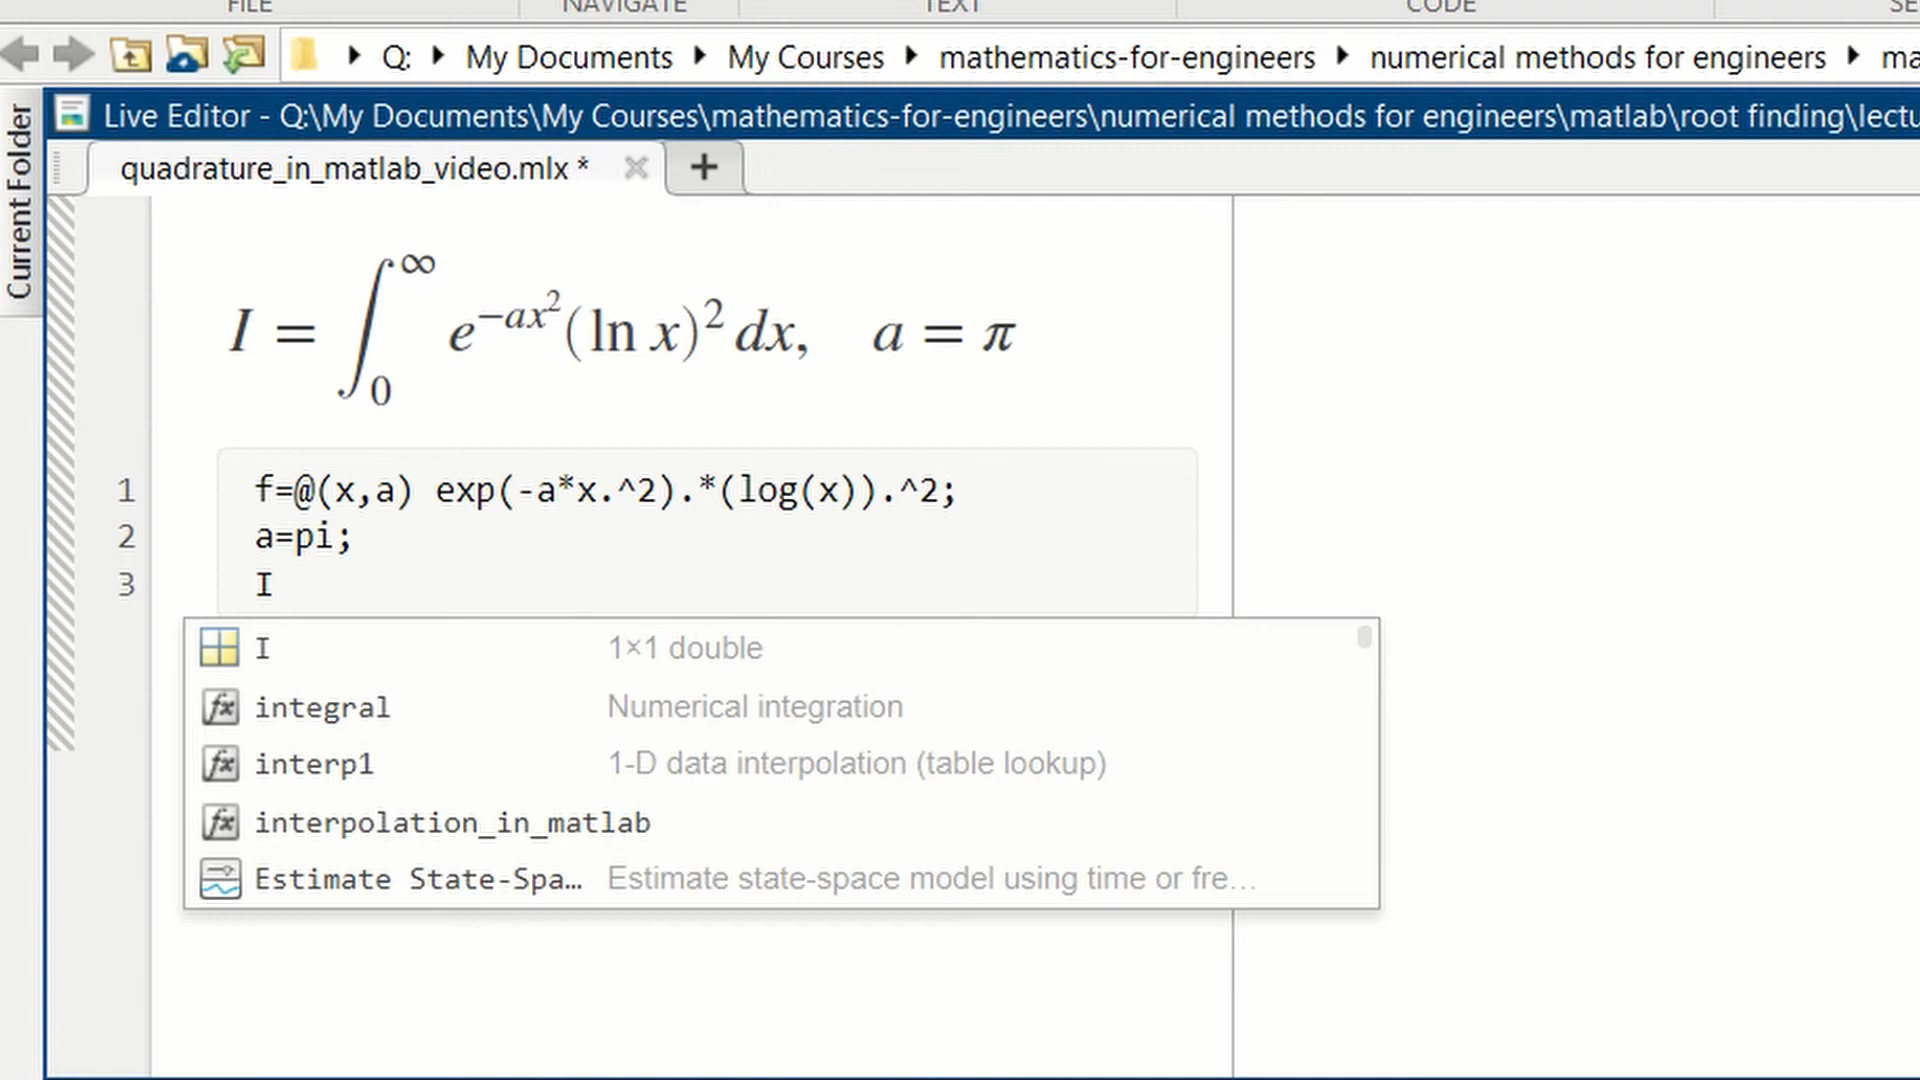 FILE NAVIGATE TEXT CODE
Q: My Documents My Courses mathematics-for-engineers numerical methods for engineers
Current Folder
Live Editor - Q:\My Documents\My Courses\mathematics-for-engineers\numerical methods for engineers\matlab\root finding\lectu
quadrature_in_matlab_video.mlx *
I = ∫₀^∞ e^{-ax²}(ln x)² dx, a = π
1 f=@(x,a) exp(-a*x.^2).*(log(x)).^2;
2 a=pi;
3 I
I 1×1 double
integral Numerical integration
interp1 1-D data interpolation (table lookup)
interpolation_in_matlab
Estimate State-Spa... Estimate state-space model using time or fre...